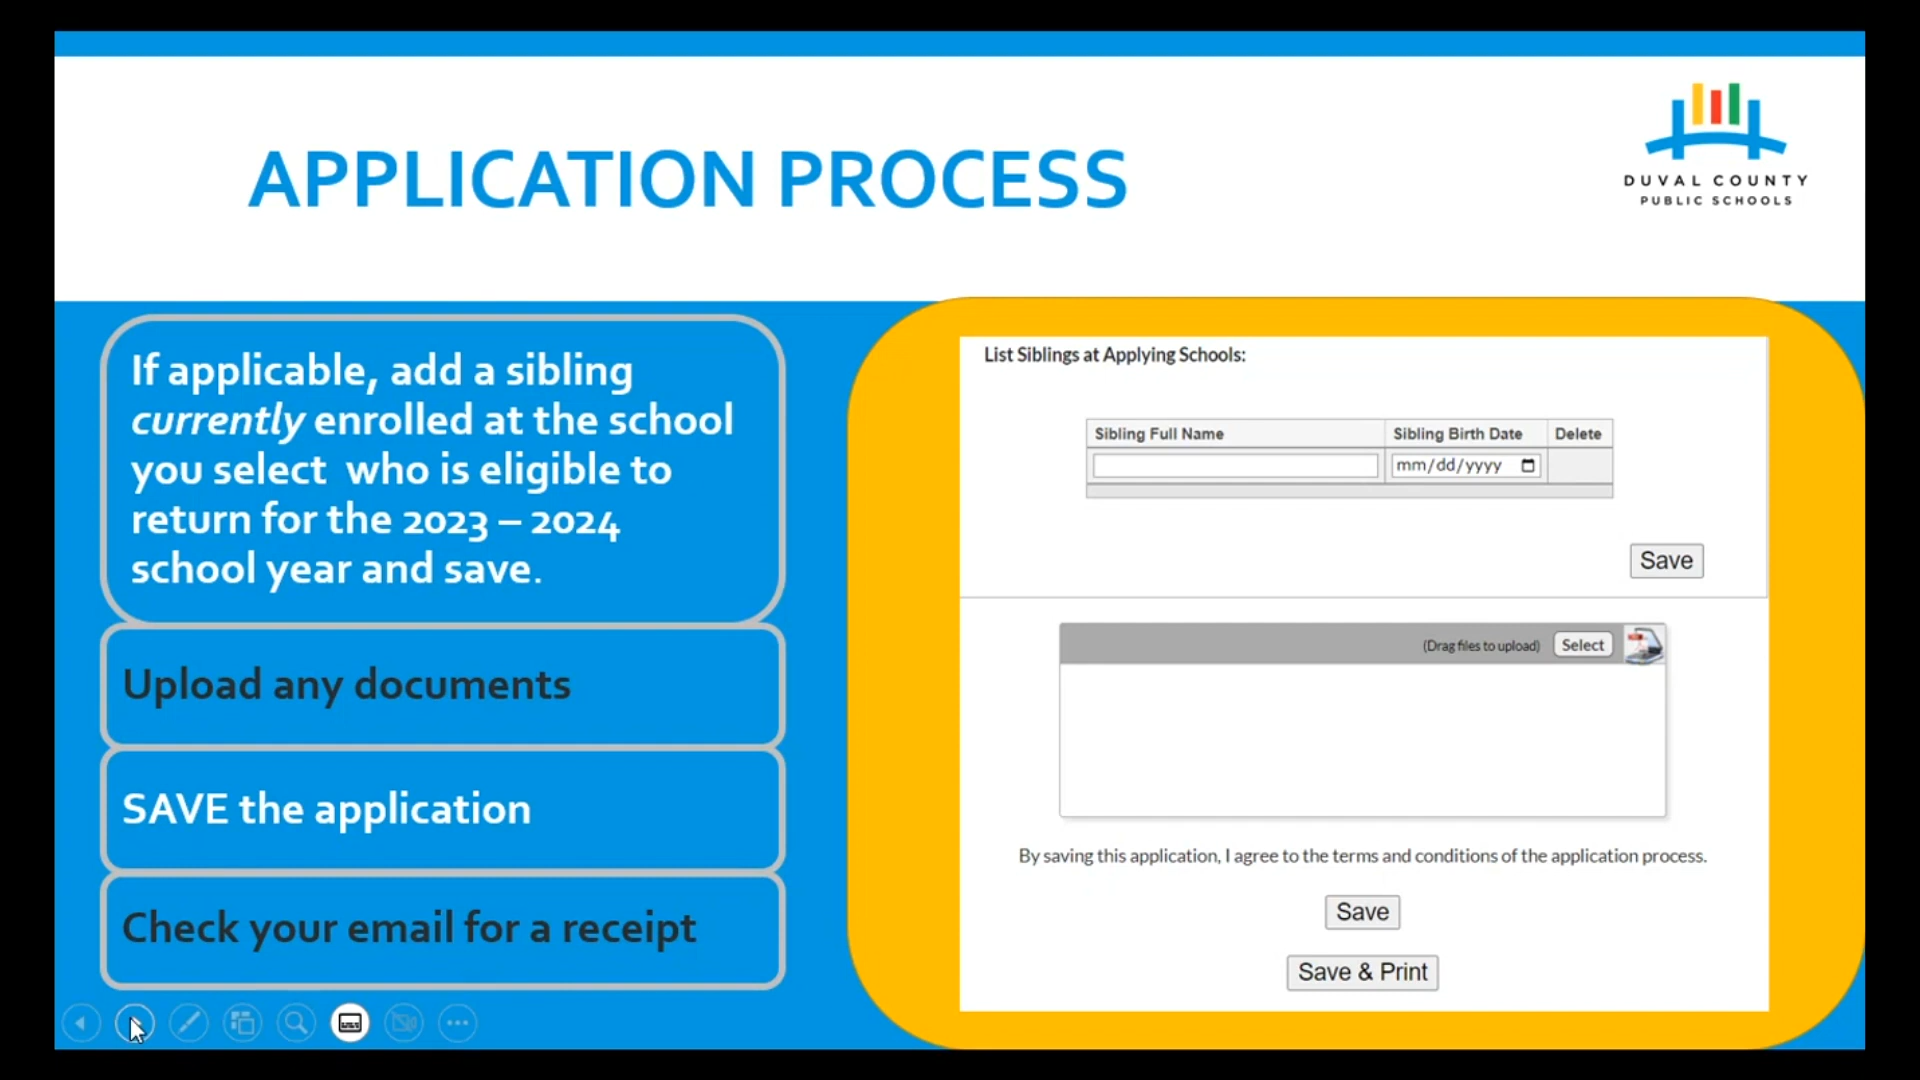 APPLICATION PROCESS
DUVAL COUNTY
PUBLIC SCHOOLS
If applicable, add a sibling
currently enrolled at the school
you select who is eligible to
return for the 2023 – 2024
school year and save.
Upload any documents
SAVE the application
Check your email for a receipt
List Siblings at Applying Schools:
Sibling Full Name Sibling Birth Date Delete
mm/dd/yyyy
Save
(Drag files to upload) Select
By saving this application, I agree to the terms and conditions of the application process.
Save
Save & Print